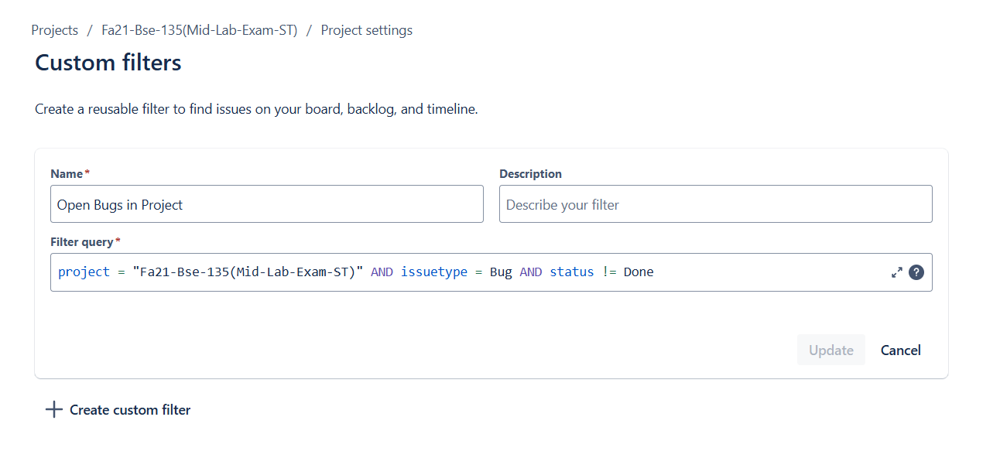 Projects / Fa21-Bse-135(Mid-Lab-Exam-ST) / Project settings
Custom filters
Create a reusable filter to find issues on your board, backlog, and timeline.
Name*
Description
Open Bugs in Project
Describe your filter
Filter query*
project = "Fa21-Bse-135(Mid-Lab-Exam-ST)" AND issuetype = Bug AND status != Done
?
Update
Cancel
+ Create custom filter